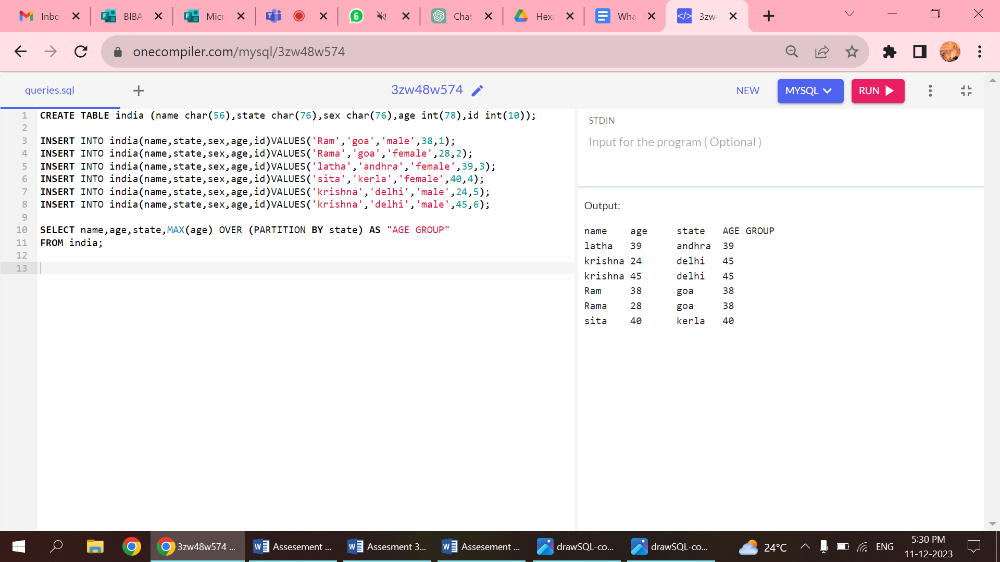 Inbo
BIBA
Micr
6
Chat
Hexa
Wha
3zw4
onecompiler.com/mysql/3zw48w574
queries.sql
3zw48w574
NEW
MYSQL
RUN
1 CREATE TABLE india (name char(56),state char(76),sex char(76),age int(78),id int(10));
2
3 INSERT INTO india(name,state,sex,age,id)VALUES('Ram','goa','male',38,1);
4 INSERT INTO india(name,state,sex,age,id)VALUES('Rama','goa','female',28,2);
5 INSERT INTO india(name,state,sex,age,id)VALUES('latha','andhra','female',39,3);
6 INSERT INTO india(name,state,sex,age,id)VALUES('sita','kerla','female',40,4);
7 INSERT INTO india(name,state,sex,age,id)VALUES('krishna','delhi','male',24,5);
8 INSERT INTO india(name,state,sex,age,id)VALUES('krishna','delhi','male',45,6);
9
10 SELECT name,age,state,MAX(age) OVER (PARTITION BY state) AS "AGE GROUP"
11 FROM india;
12
13
STDIN
Input for the program ( Optional )
Output:
name age state AGE GROUP
latha 39 andhra 39
krishna 24 delhi 45
krishna 45 delhi 45
Ram 38 goa 38
Rama 28 goa 38
sita 40 kerla 40
3zw48w574 ...
Assesement ...
Assesment 3...
Assesement ...
drawSQL-co...
drawSQL-co...
24°C
ENG
5:30 PM
11-12-2023